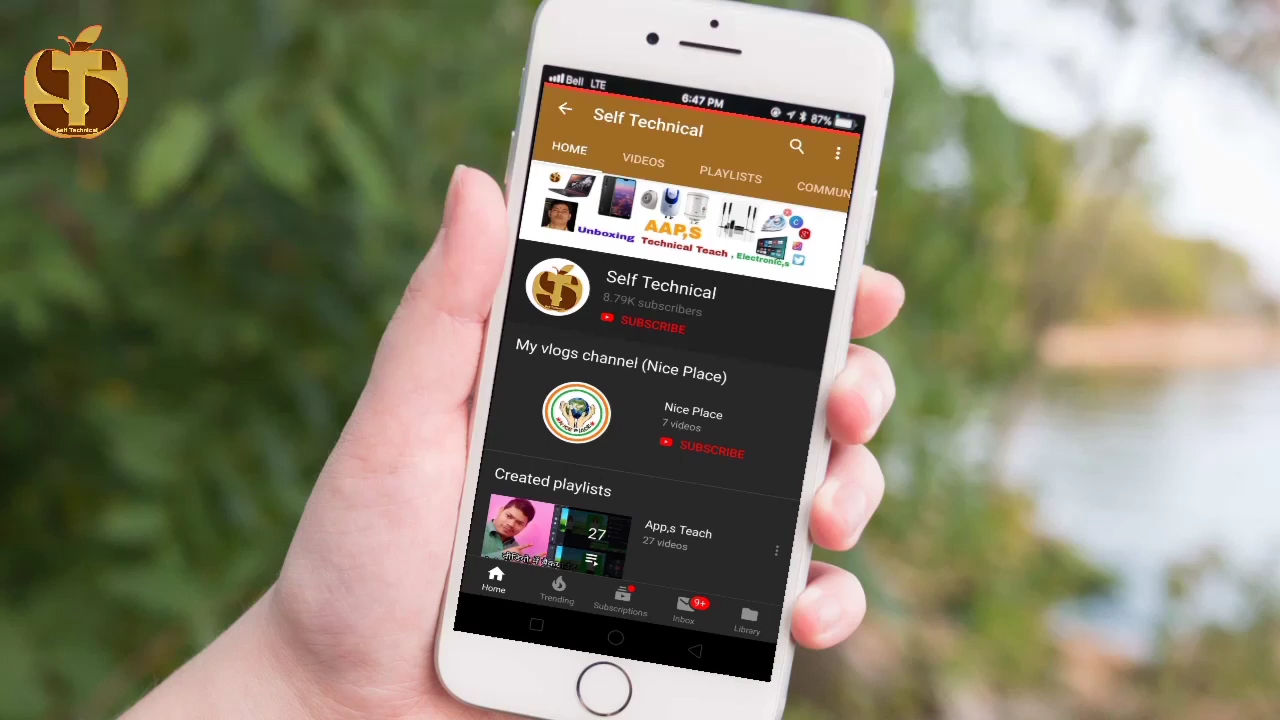 Self Technical
Bell LTE
6:47 PM
87%
Self Technical
HOME
VIDEOS
PLAYLISTS
COMMUN
AAP,S
Unboxing
Technical Teach , Electronic,s
Self Technical
8.79K subscribers
SUBSCRIBE
My vlogs channel (Nice Place)
Nice Place
7 videos
SUBSCRIBE
Created playlists
27
App,s Teach
27 videos
Home
Trending
Subscriptions
9+
Inbox
Library